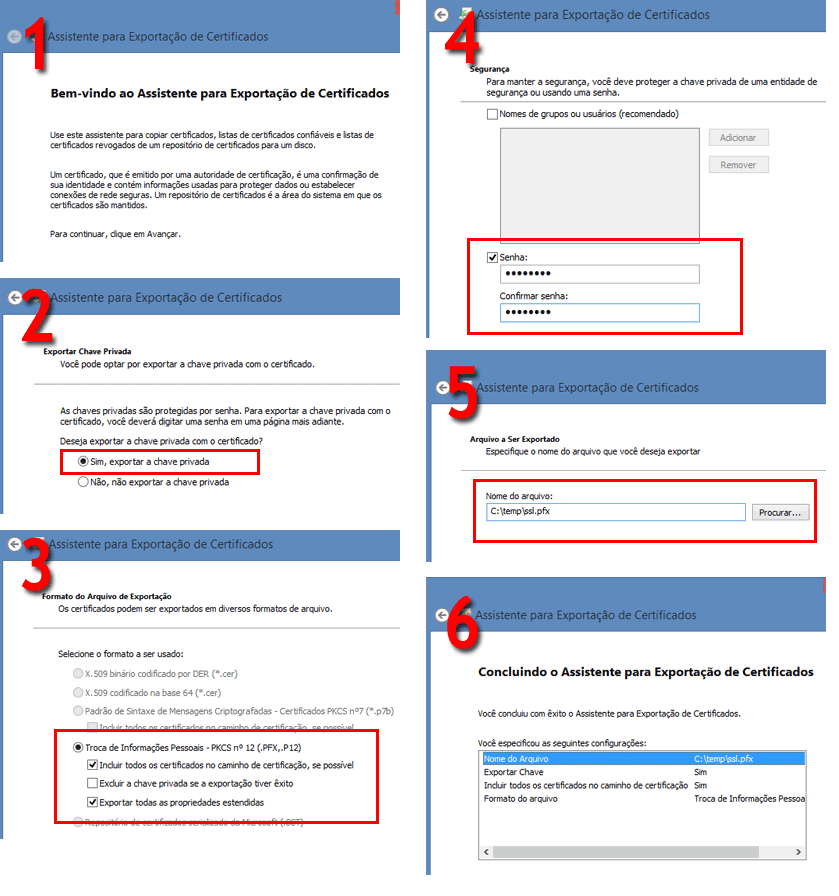 1
Assistente para Exportação de Certificados
Bem-vindo ao Assistente para Exportação de Certificados
Use este assistente para copiar certificados, listas de certificados confiáveis e listas de
certificados revogados de um repositório de certificados para um disco.
Um certificado, que é emitido por uma autoridade de certificação, é uma confirmação de
sua identidade e contém informações usadas para proteger dados ou estabelecer
conexões de rede seguras. Um repositório de certificados é a área do sistema em que os
certificados são mantidos.
Para continuar, clique em Avançar.
2
Assistente para Exportação de Certificados
Exportar Chave Privada
Você pode optar por exportar a chave privada com o certificado.
As chaves privadas são protegidas por senha. Para exportar a chave privada com o
certificado, você deverá digitar uma senha em uma página mais adiante.
Deseja exportar a chave privada com o certificado?
Sim, exportar a chave privada
Não, não exportar a chave privada
3
Assistente para Exportação de Certificados
Formato do Arquivo de Exportação
Os certificados podem ser exportados em diversos formatos de arquivo.
Selecione o formato a ser usado:
X.509 binário codificado por DER (*.cer)
X.509 codificado na base 64 (*.cer)
Padrão de Sintaxe de Mensagens Criptografadas - Certificados PKCS nº7 (*.p7b)
Incluir todos os certificados no caminho de certificação, se possível
Troca de Informações Pessoais - PKCS nº 12 (.PFX,.P12)
Incluir todos os certificados no caminho de certificação, se possível
Excluir a chave privada se a exportação tiver êxito
Exportar todas as propriedades estendidas
Repositório de certificados serializado da Microsoft (.SST)
4
Assistente para Exportação de Certificados
Segurança
Para manter a segurança, você deve proteger a chave privada de uma entidade de
segurança ou usando uma senha.
Nomes de grupos ou usuários (recomendado)
Adicionar
Remover
Senha:
••••••••
Confirmar senha:
••••••••
5
Assistente para Exportação de Certificados
Arquivo a Ser Exportado
Especifique o nome do arquivo que você deseja exportar
Nome do arquivo:
C:\temp\ssl.pfx
Procurar...
6
Assistente para Exportação de Certificados
Concluindo o Assistente para Exportação de Certificados
Você concluiu com êxito o Assistente para Exportação de Certificados.
Você especificou as seguintes configurações:
Nome do Arquivo C:\temp\ssl.pfx
Exportar Chave Sim
Incluir todos os certificados no caminho de certificação Sim
Formato do arquivo Troca de Informações Pessoa